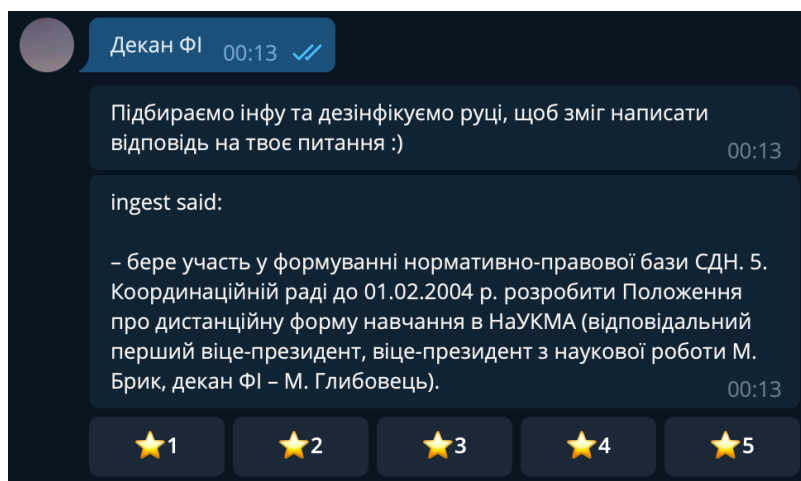 Декан ФІ 00:13
Підбираємо інфу та дезінфікуємо руці, щоб зміг написати
відповідь на твоє питання :)
00:13
ingest said:
– бере участь у формуванні нормативно-правової бази СДН. 5.
Координаційній раді до 01.02.2004 р. розробити Положення
про дистанційну форму навчання в НаУКМА (відповідальний
перший віце-президент, віце-президент з наукової роботи М.
Брик, декан ФІ – М. Глибовець).
00:13
⭐1 ⭐2 ⭐3 ⭐4 ⭐5